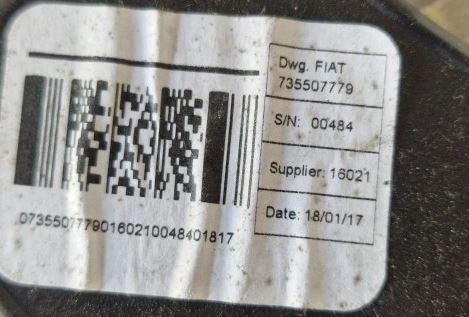 Dwg. FIAT
735507779
S/N: 00484
Supplier: 16021
Date: 18/01/17
07355077790160210048401817